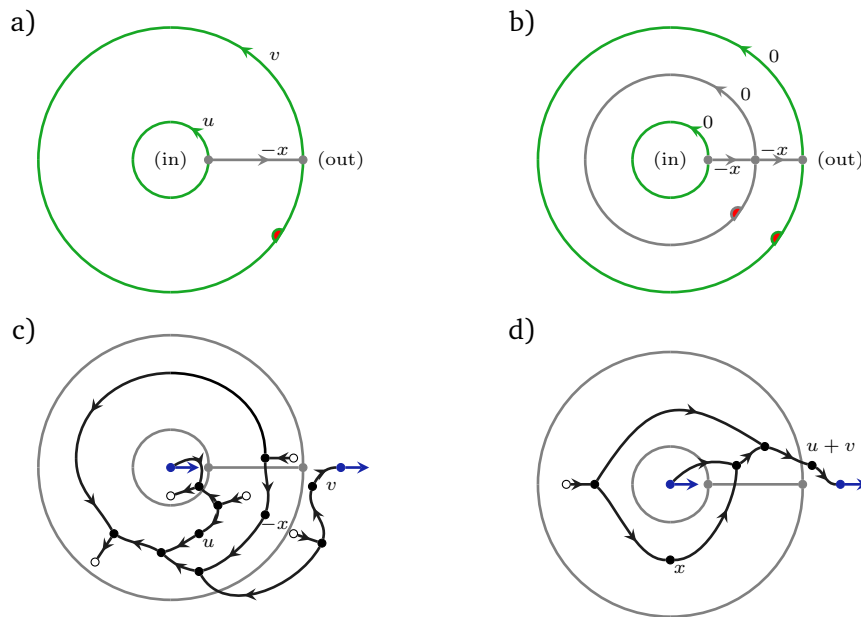 a)
v
u
(in)
−x
(out)
b)
0
0
0
(in)
−x
−x
(out)
c)
v
−x
u
d)
u + v
x